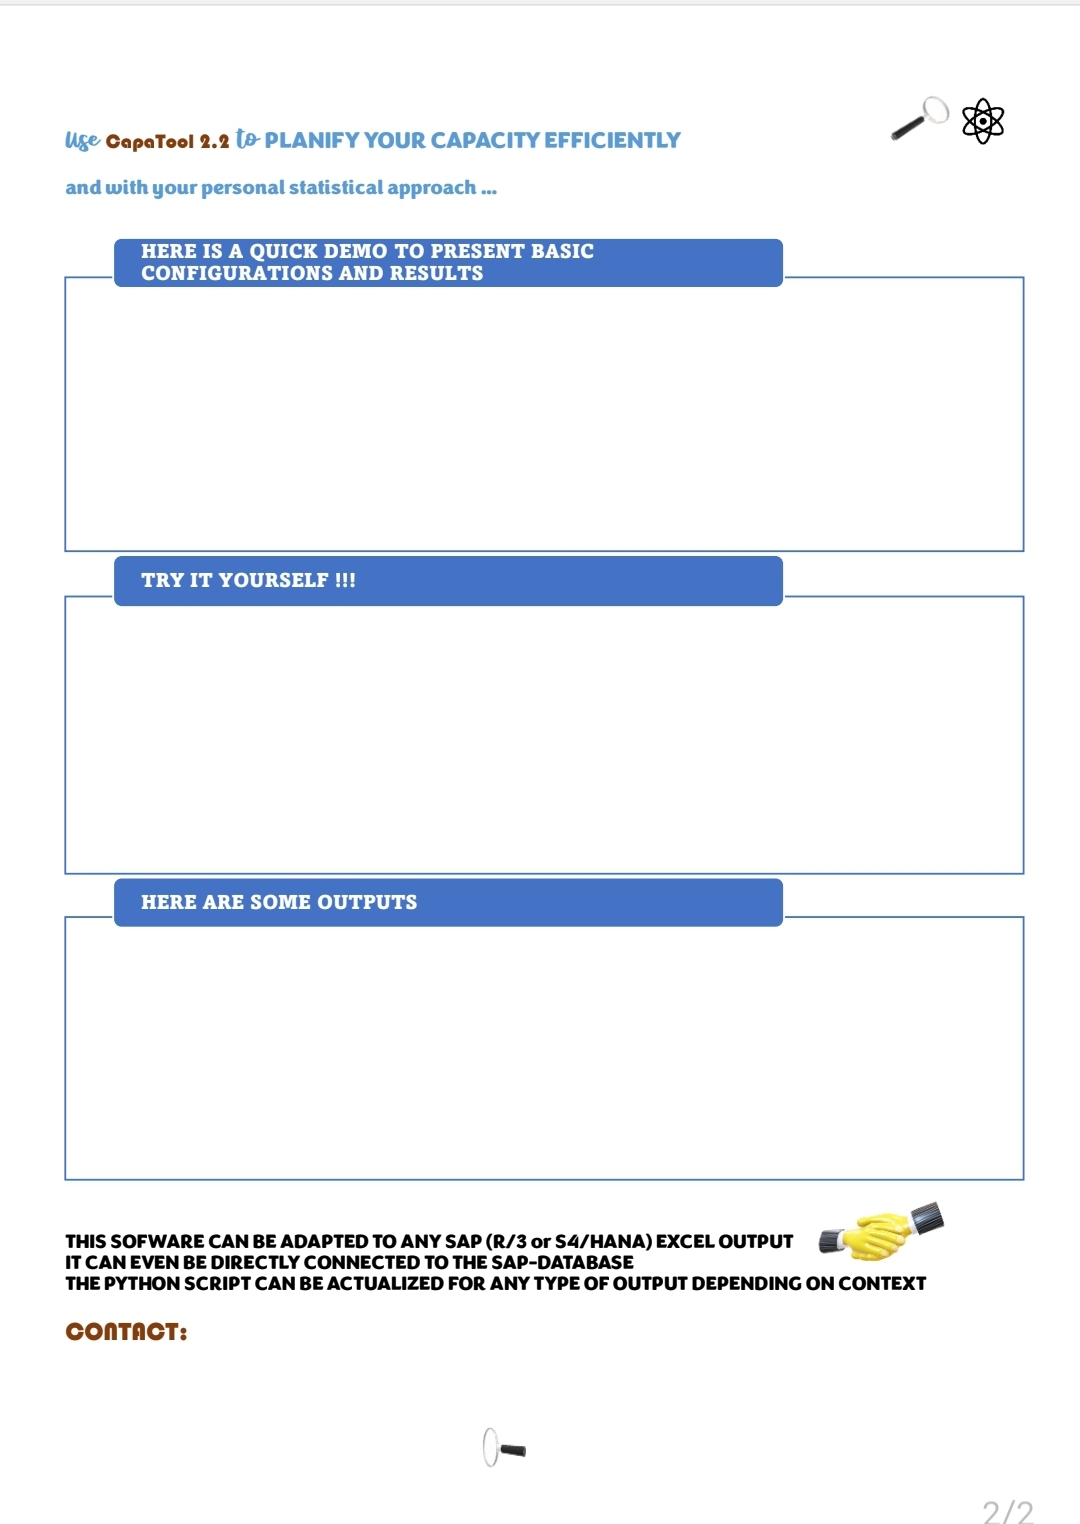 Use CapaTool 2.2 to PLANIFY YOUR CAPACITY EFFICIENTLY
and with your personal statistical approach ...
HERE IS A QUICK DEMO TO PRESENT BASIC
CONFIGURATIONS AND RESULTS
TRY IT YOURSELF !!!
HERE ARE SOME OUTPUTS
THIS SOFWARE CAN BE ADAPTED TO ANY SAP (R/3 or S4/HANA) EXCEL OUTPUT
IT CAN EVEN BE DIRECTLY CONNECTED TO THE SAP-DATABASE
THE PYTHON SCRIPT CAN BE ACTUALIZED FOR ANY TYPE OF OUTPUT DEPENDING ON CONTEXT
CONTACT:
2/2